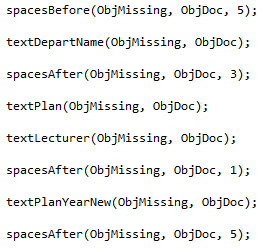 spacesBefore(ObjMissing, ObjDoc, 5);
textDepartName(ObjMissing, ObjDoc);
spacesAfter(ObjMissing, ObjDoc, 3);
textPlan(ObjMissing, ObjDoc);
textLecturer(ObjMissing, ObjDoc);
spacesAfter(ObjMissing, ObjDoc, 1);
textPlanYearNew(ObjMissing, ObjDoc);
spacesAfter(ObjMissing, ObjDoc, 5);